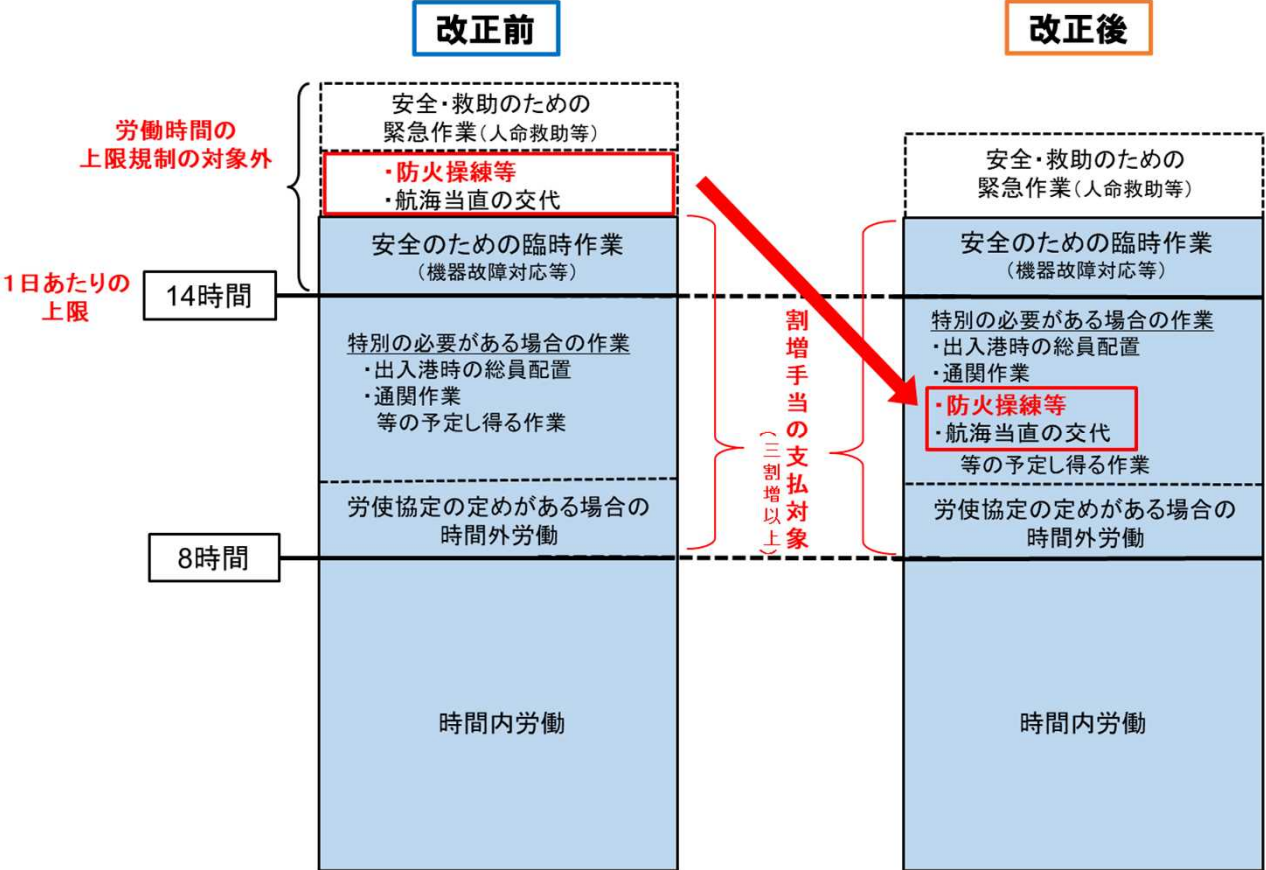 改正前
労働時間の
上限規制の対象外
安全・救助のための
緊急作業(人命救助等)
・防火操練等
・航海当直の交代
安全のための臨時作業
(機器故障対応等)
1日あたりの
上限
14時間
特別の必要がある場合の作業
・出入港時の総員配置
・通関作業
等の予定し得る作業
労使協定の定めがある場合の
時間外労働
8時間
時間内労働
割増手当の支払対象
(三割増以上)
改正後
安全・救助のための
緊急作業(人命救助等)
安全のための臨時作業
(機器故障対応等)
特別の必要がある場合の作業
・出入港時の総員配置
・通関作業
・防火操練等
・航海当直の交代
等の予定し得る作業
労使協定の定めがある場合の
時間外労働
時間内労働